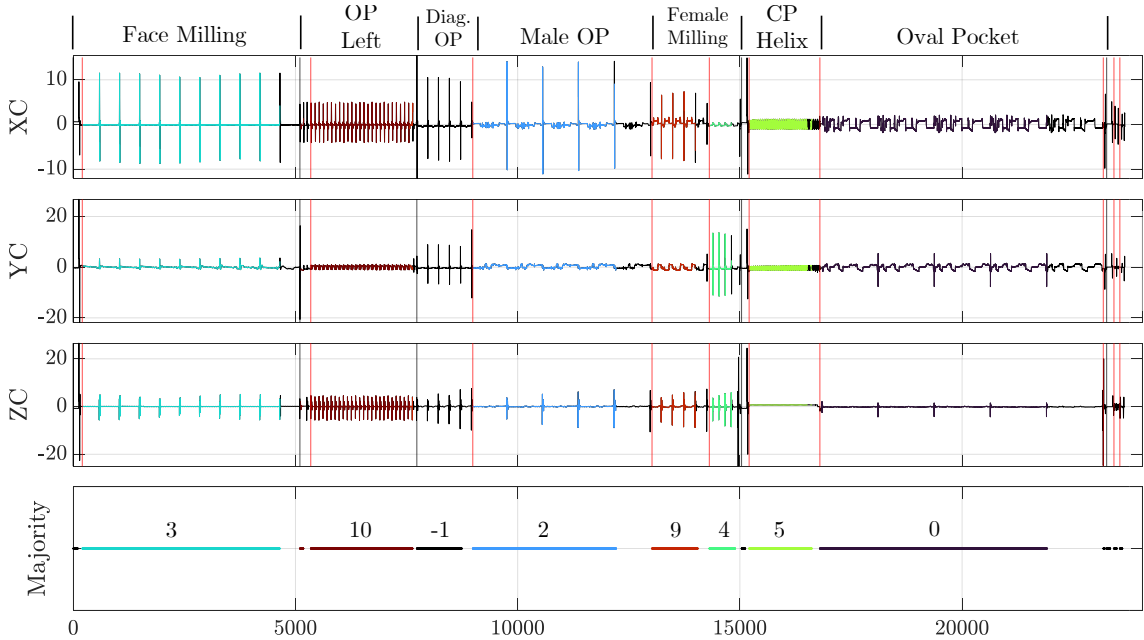 Face Milling
OP
Left
Diag.
OP
Male OP
Female
Milling
CP
Helix
Oval Pocket
XC
10
0
-10
YC
20
0
-20
ZC
20
0
-20
Majority
3
10
-1
2
9
4
5
0
0
5000
10000
15000
20000